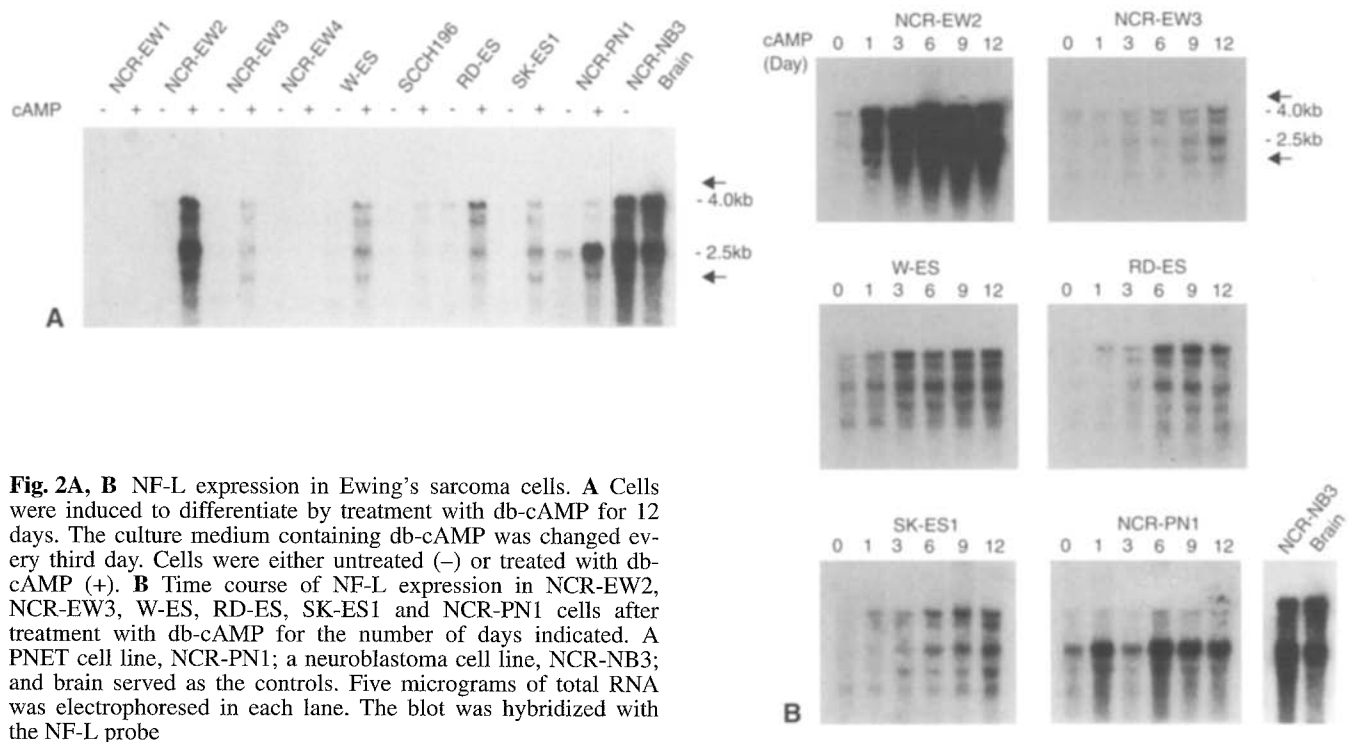 NCR-EW1 NCR-EW2 NCR-EW3 NCR-EW4 W-ES SCCH196 RD-ES SK-ES1 NCR-PN1 NCR-NB3 Brain
cAMP - + - + - + - + - + - + - + - + - + -
- 4.0kb
- 2.5kb
A
NCR-EW2 NCR-EW3
cAMP 0 1 3 6 9 12 0 1 3 6 9 12
(Day)
- 4.0kb
- 2.5kb
W-ES RD-ES
0 1 3 6 9 12 0 1 3 6 9 12
SK-ES1 NCR-PN1 NCR-NB3 Brain
0 1 3 6 9 12 0 1 3 6 9 12
B
Fig. 2A, B NF-L expression in Ewing's sarcoma cells. A Cells
were induced to differentiate by treatment with db-cAMP for 12
days. The culture medium containing db-cAMP was changed ev-
ery third day. Cells were either untreated (–) or treated with db-
cAMP (+). B Time course of NF-L expression in NCR-EW2,
NCR-EW3, W-ES, RD-ES, SK-ES1 and NCR-PN1 cells after
treatment with db-cAMP for the number of days indicated. A
PNET cell line, NCR-PN1; a neuroblastoma cell line, NCR-NB3;
and brain served as the controls. Five micrograms of total RNA
was electrophoresed in each lane. The blot was hybridized with
the NF-L probe